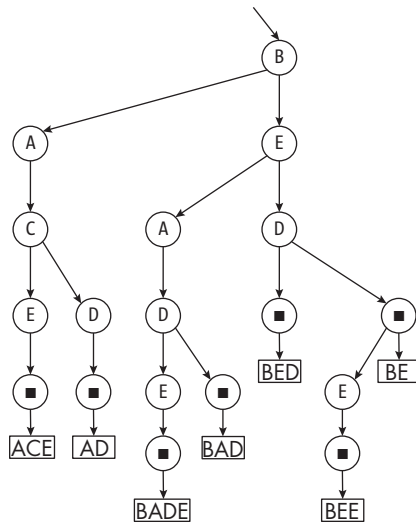 B
A E
C A D
E D D ■ ■
■ ■ E ■ BED E BE
ACE AD ■ BAD ■
BADE BEE